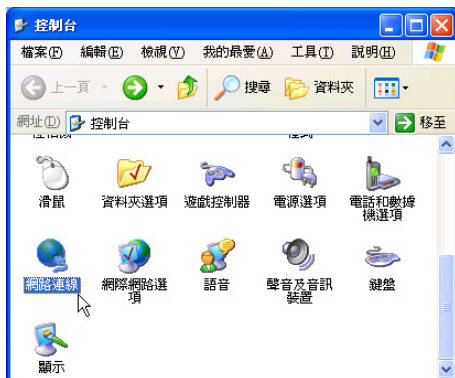 控制台
檔案(F) 編輯(E) 檢視(V) 我的最愛(A) 工具(I) 說明(H)
上一頁 搜尋 資料夾
網址(D) 控制台 移至
滑鼠 資料夾選項 遊戲控制器 電源選項 電話和數據機選項
網路連線 網際網路選項 語音 聲音及音訊裝置 鍵盤
顯示